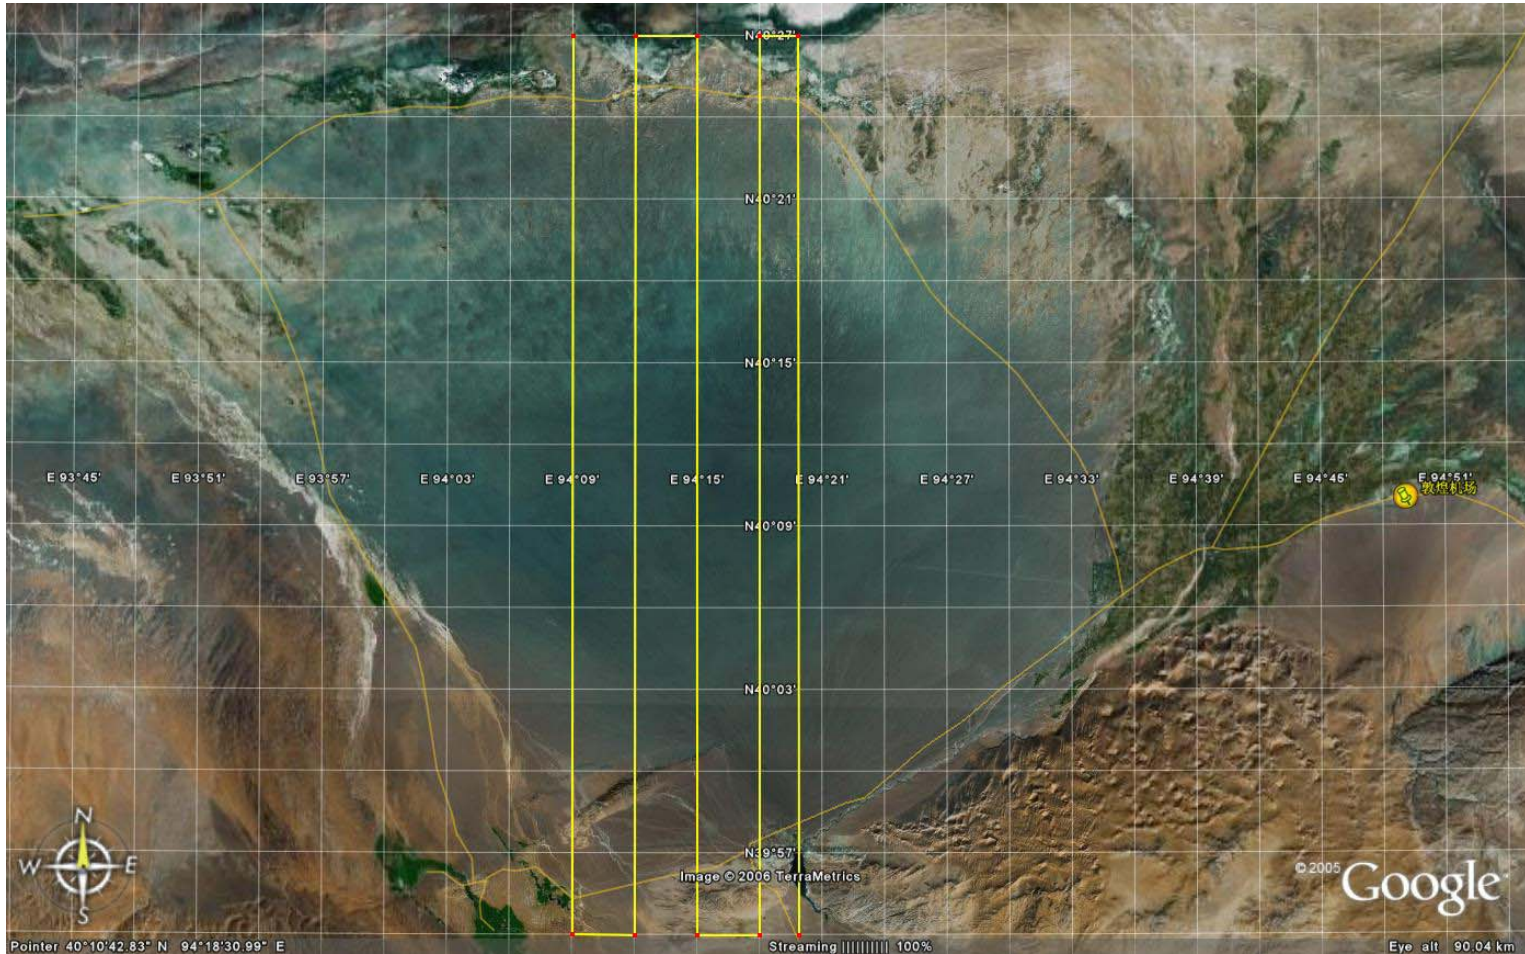 N40°27'
N40°21'
N40°15'
E 93°45' E 93°51' E 93°57' E 94°03' E 94°09' E 94°15' E 94°21' E 94°27' E 94°33' E 94°39' E 94°45' E 94°51'
敦煌机场
N40°09'
N40°03'
N39°57'
Image © 2006 TerraMetrics
N
W E
S
© 2005 Google
Pointer 40°10'42.83" N 94°18'30.99" E Streaming |||||||||| 100% Eye alt 90.04 km